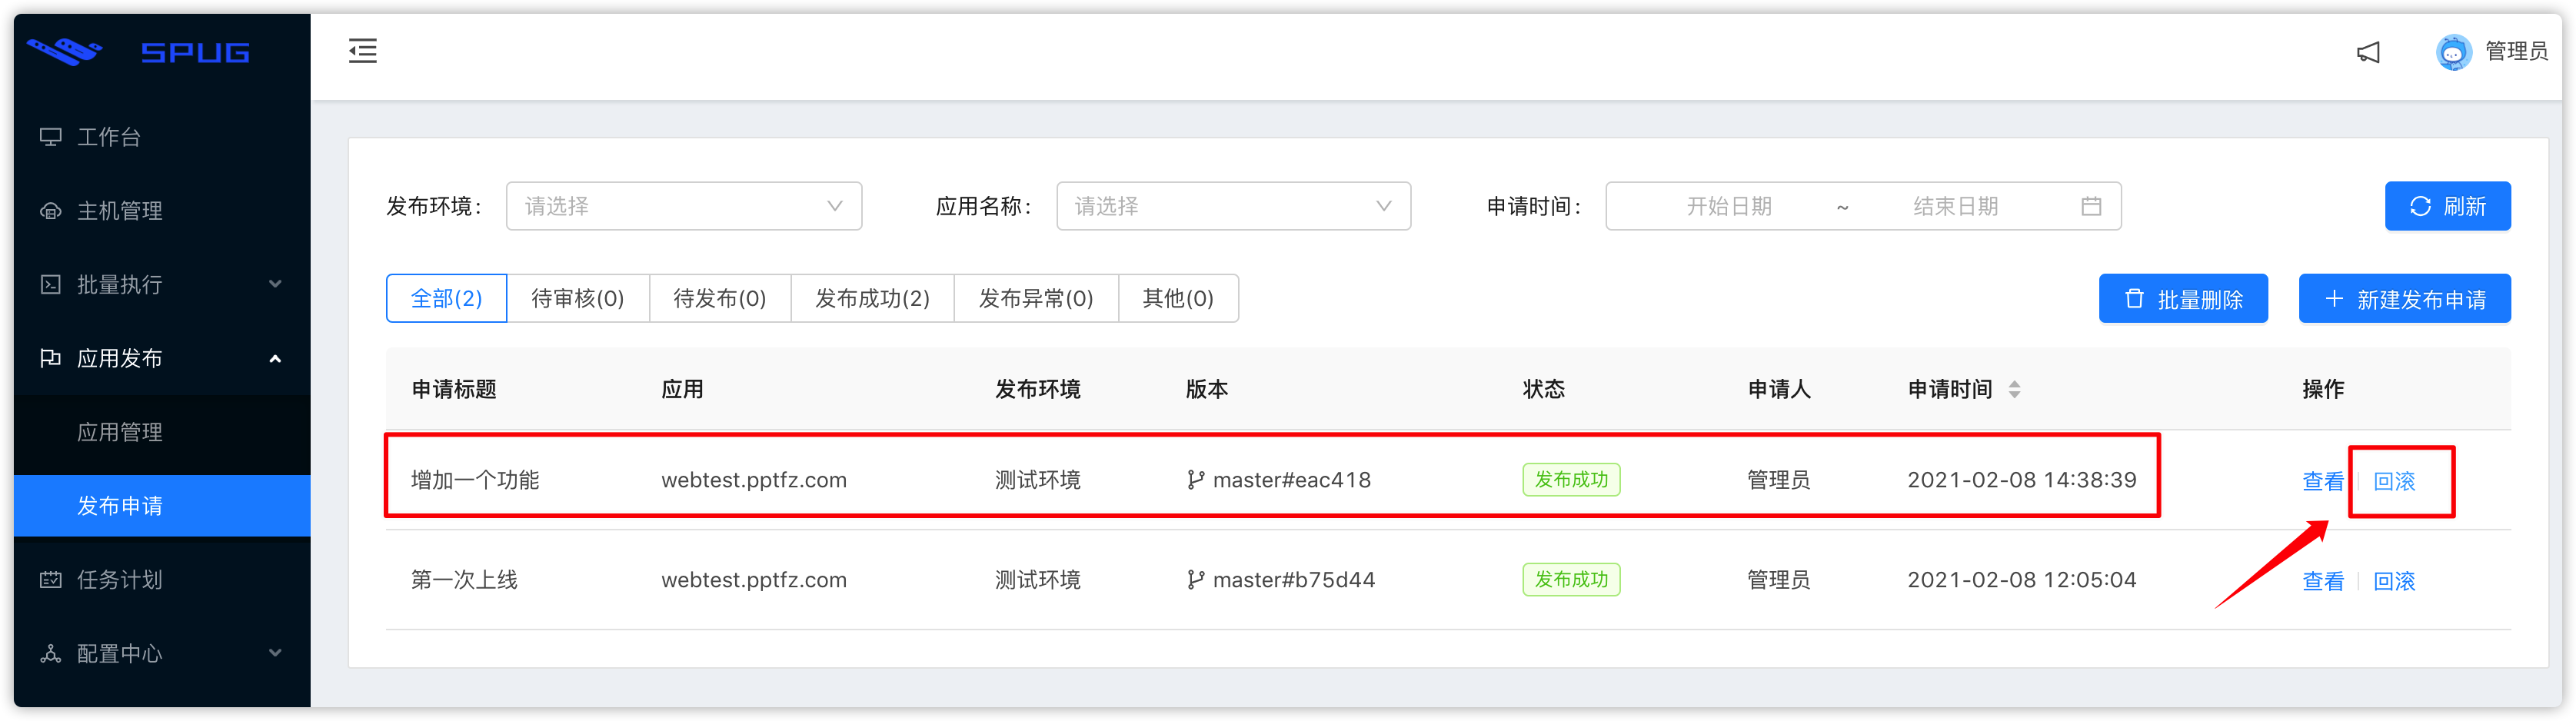 SPUG
管理员
工作台
主机管理
批量执行
应用发布
应用管理
发布申请
任务计划
配置中心
发布环境: 请选择 应用名称: 请选择 申请时间: 开始日期 ~ 结束日期 刷新
全部(2) 待审核(0) 待发布(0) 发布成功(2) 发布异常(0) 其他(0) 批量删除 新建发布申请
申请标题 应用 发布环境 版本 状态 申请人 申请时间 操作
增加一个功能 webtest.pptfz.com 测试环境 master#eac418 发布成功 管理员 2021-02-08 14:38:39 查看 回滚
第一次上线 webtest.pptfz.com 测试环境 master#b75d44 发布成功 管理员 2021-02-08 12:05:04 查看 回滚